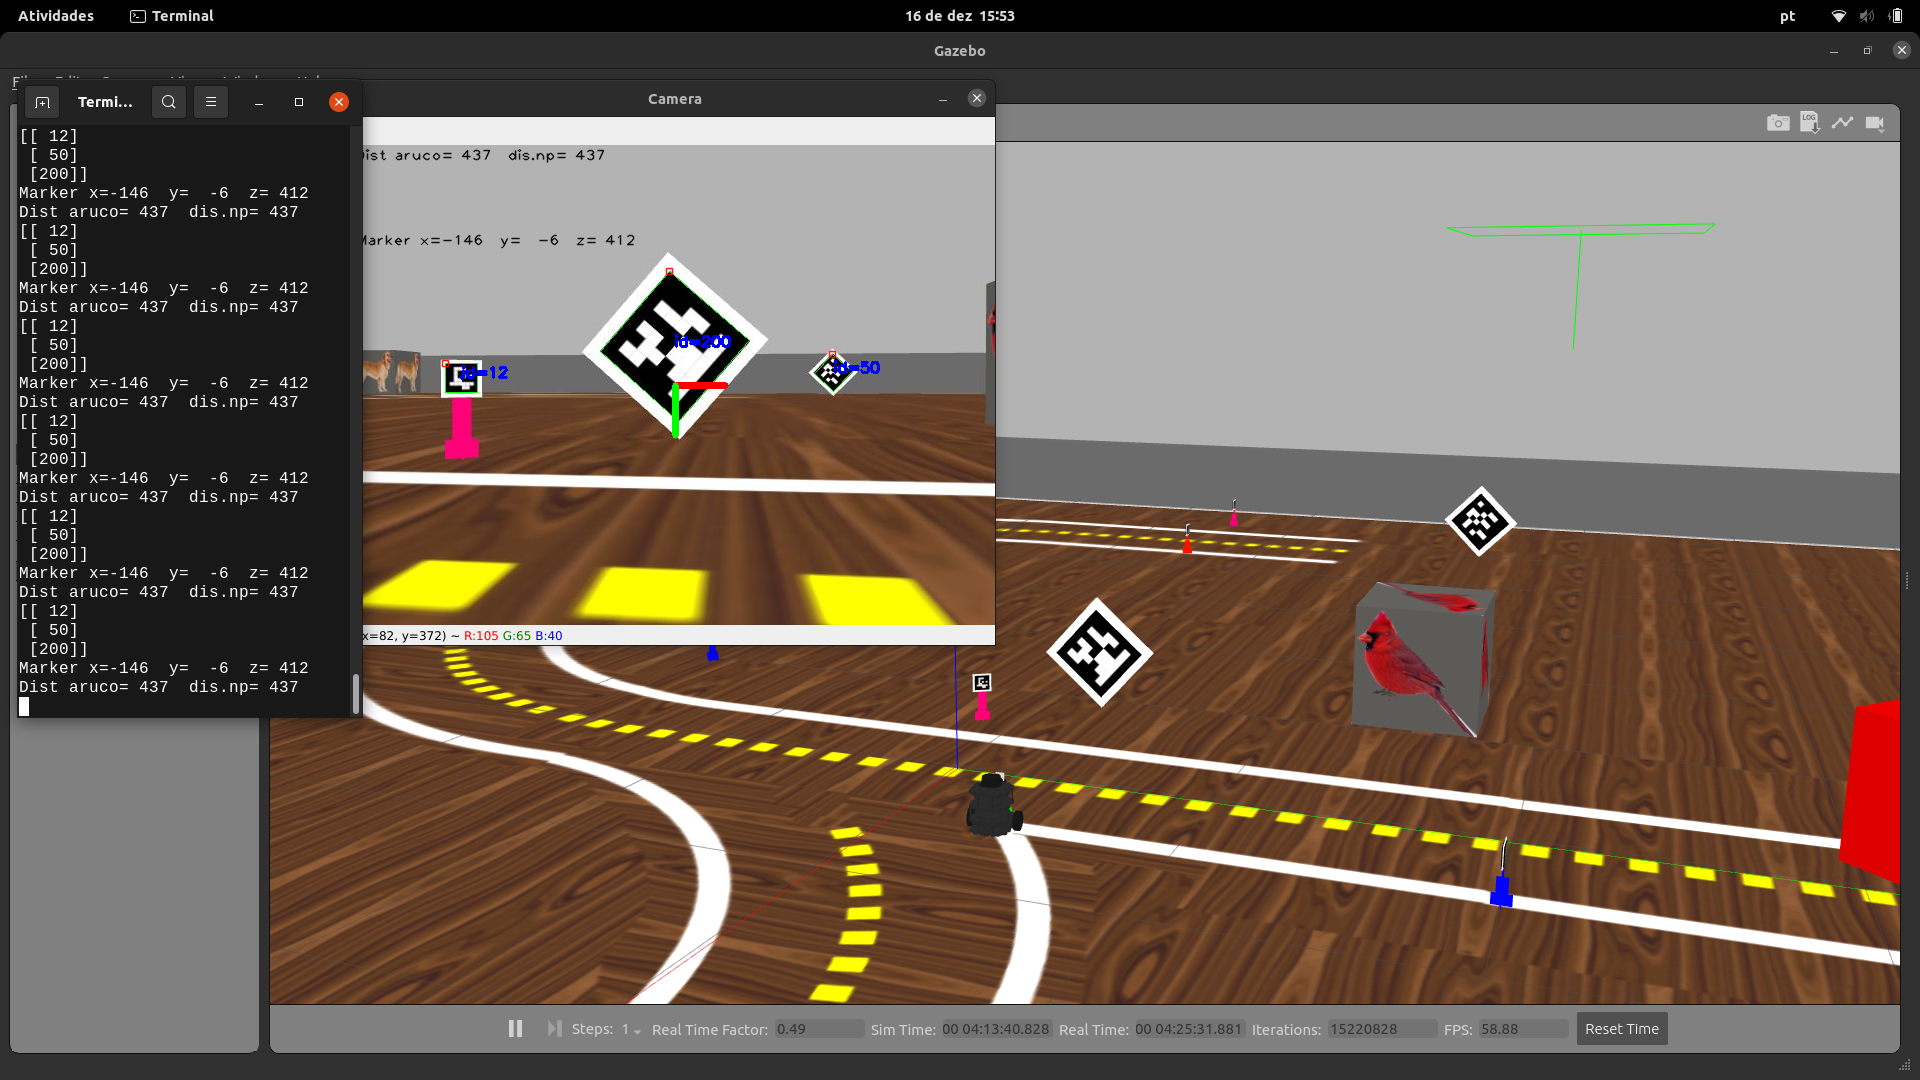 Atividades
Terminal
16 de dez 15:53
pt
Gazebo
Termi...
[[ 12]
[ 50]
[200]]
Marker x=-146  y=  -6  z= 412
Dist aruco= 437  dis.np= 437
[[ 12]
[ 50]
[200]]
Marker x=-146  y=  -6  z= 412
Dist aruco= 437  dis.np= 437
[[ 12]
[ 50]
[200]]
Marker x=-146  y=  -6  z= 412
Dist aruco= 437  dis.np= 437
[[ 12]
[ 50]
[200]]
Marker x=-146  y=  -6  z= 412
Dist aruco= 437  dis.np= 437
[[ 12]
[ 50]
[200]]
Marker x=-146  y=  -6  z= 412
Dist aruco= 437  dis.np= 437
[[ 12]
[ 50]
[200]]
Marker x=-146  y=  -6  z= 412
Dist aruco= 437  dis.np= 437
Camera
Dist aruco= 437  dis.np= 437
Marker x=-146  y=  -6  z= 412
id=200
id=12
id=50
x=82, y=372) ~ R:105 G:65 B:40
LOG
Steps: 1
Real Time Factor: 0.49
Sim Time: 00 04:13:40.828
Real Time: 00 04:25:31.881
Iterations: 15220828
FPS: 58.88
Reset Time